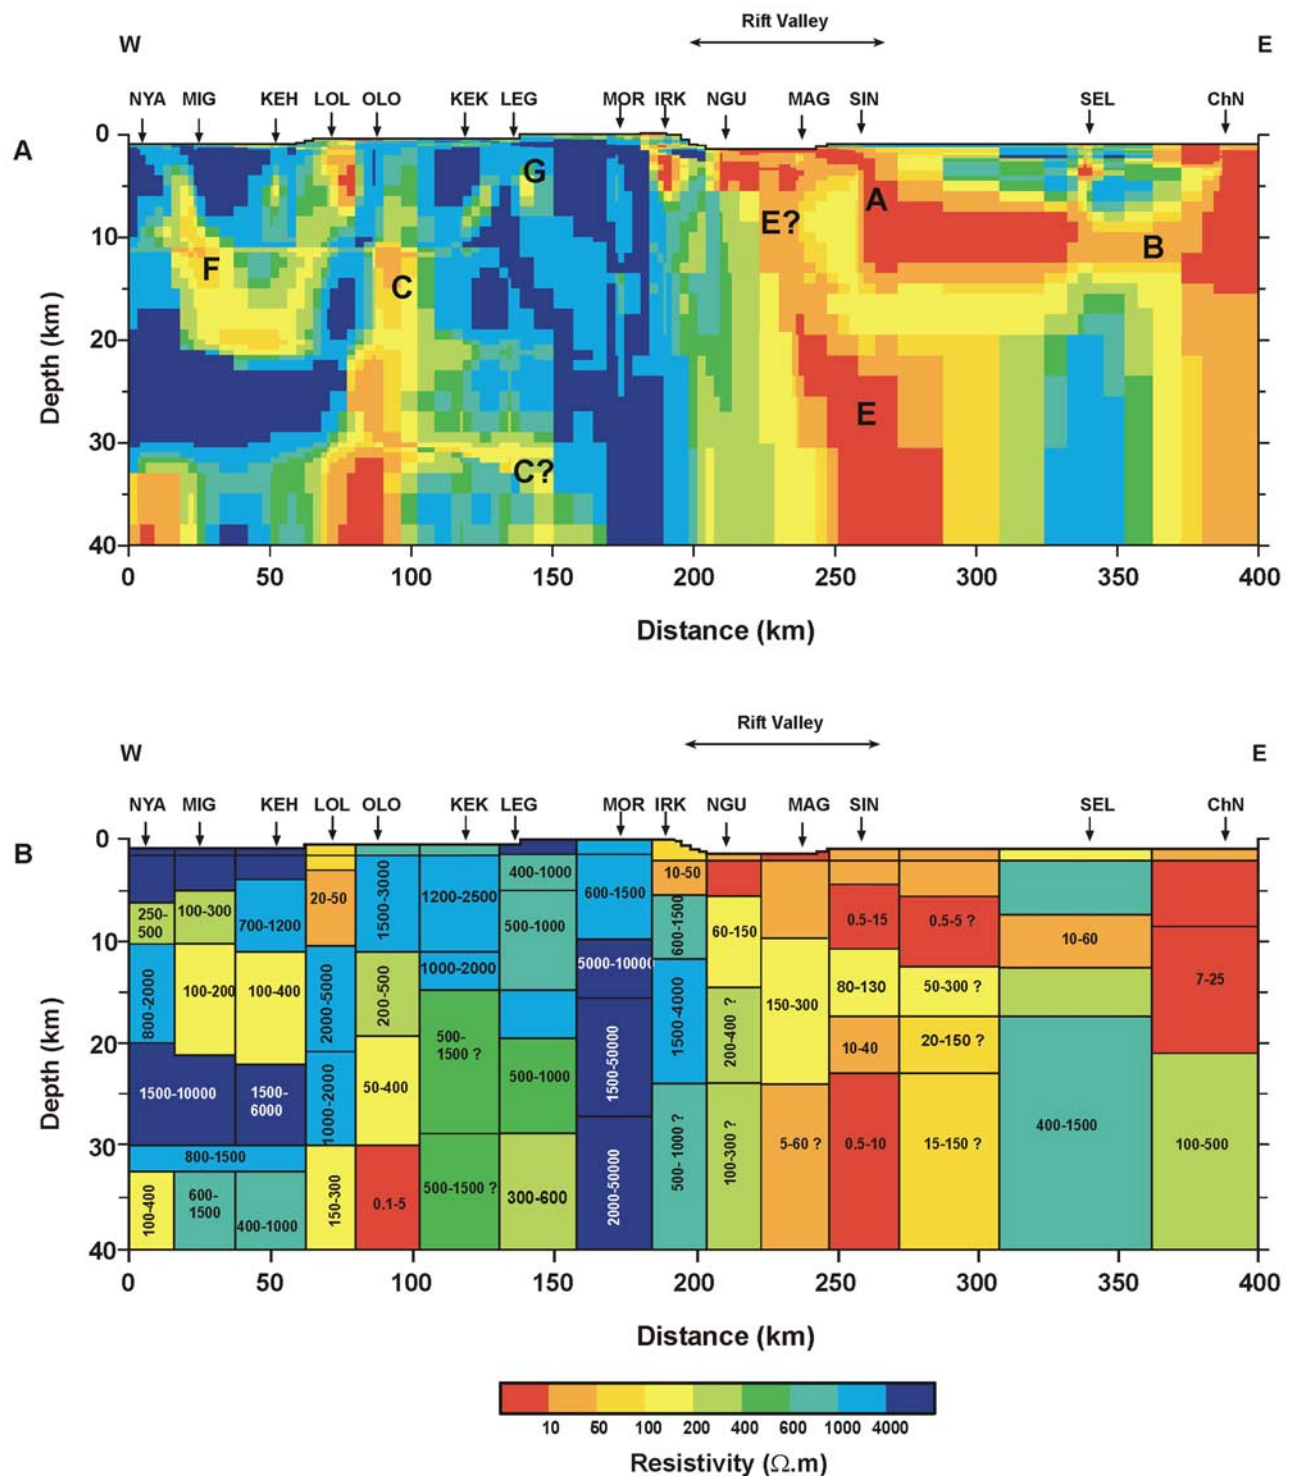 Rift Valley
W
E
NYA MIG KEH LOL OLO KEK LEG MOR IRK NGU MAG SIN SEL ChN
A
0
10
20
30
40
Depth (km)
G
A
E?
B
F
C
E
C?
0 50 100 150 200 250 300 350 400
Distance (km)
Rift Valley
W
E
NYA MIG KEH LOL OLO KEK LEG MOR IRK NGU MAG SIN SEL ChN
B
0
10
20
30
40
Depth (km)
250-
500
800-2000
1500-10000
800-1500
100-400
100-300
100-200
600-
1500
700-1200
100-400
1500-
6000
400-1000
20-50
2000-5000
1000-2000
150-300
1500-3000
200-500
50-400
0.1-5
1200-2500
1000-2000
500-
1500 ?
500-1500 ?
400-1000
500-1000
500-1000
300-600
600-1500
5000-10000
1500-50000
2000-50000
10-50
600-1500
1500-4000
500- 1000 ?
60-150
200-400 ?
100-300 ?
150-300
5-60 ?
0.5-15
80-130
10-40
0.5-10
0.5-5 ?
50-300 ?
20-150 ?
15-150 ?
10-60
400-1500
7-25
100-500
0 50 100 150 200 250 300 350 400
Distance (km)
10 60 100 200 400 600 1000 4000
Resistivity (Ω.m)